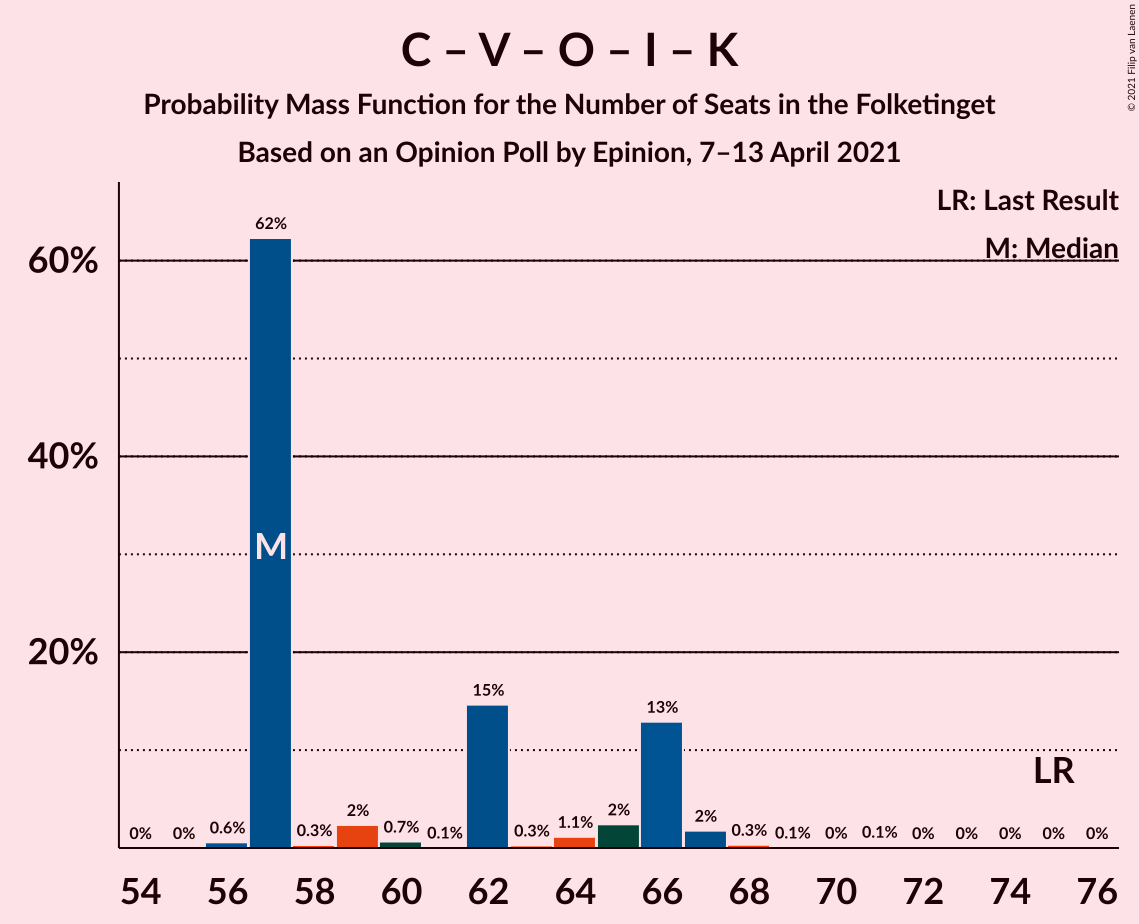 C – V – O – I – K
Probability Mass Function for the Number of Seats in the Folketinget
Based on an Opinion Poll by Epinion, 7–13 April 2021
© 2021 Filip van Laenen
LR: Last Result
M: Median
60%
40%
20%
62%
M
15%
13%
LR
0% 0% 0.6% 0.3% 2% 0.7% 0.1% 0.3% 1.1% 2% 2% 0.3% 0.1% 0% 0.1% 0% 0% 0% 0% 0%
54 56 58 60 62 64 66 68 70 72 74 76